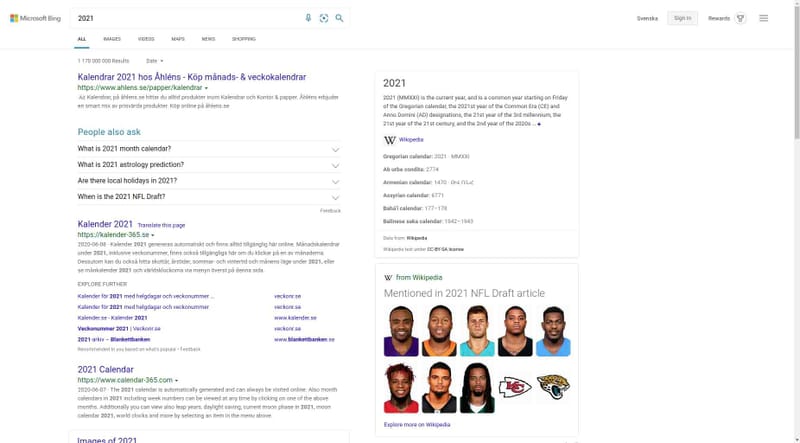 Microsoft Bing
2021
Svenska
Sign in
Rewards
ALL
IMAGES
VIDEOS
MAPS
NEWS
SHOPPING
1 170 000 000 Results
Date
Kalendrar 2021 hos Åhléns - Köp månads- & veckokalendrar
https://www.ahlens.se/papper/kalendrar
Ad Kalendrar, på åhlens.se hittar du alltid produkter inom Kalendrar och Kontor & papper. Åhléns erbjuder
en smart mix av prisvärda produkter. Köp online på åhlens.se
People also ask
What is 2021 month calendar?
What is 2021 astrology prediction?
Are there local holidays in 2021?
When is the 2021 NFL Draft?
Feedback
Kalender 2021 Translate this page
https://kalender-365.se
2020-06-08 · Kalender 2021 genereras automatiskt och finns alltid tillgänglig här online. Månadskalendrar
under 2021, inklusive veckonummer, finns också tillgängliga här om du klickar på en av månaderna.
Dessutom kan du också hitta skottår, årstider, sommar- och vintertid och månens läge under 2021, eller
se månkalender 2021 och världsklockorna via menyn överst på denna sida.
EXPLORE FURTHER
Kalender för 2021 med helgdagar och veckonummer ... veckonr.se
Kalender för 2021 med helgdagar och veckonummer veckonr.se
Kalender.se - Kalender 2021 www.kalender.se
Veckonummer 2021 | Veckonr.se veckonr.se
2021 arkiv – Blankettbanken www.blankettbanken.se
Recommended to you based on what's popular • Feedback
2021 Calendar
https://www.calendar-365.com
2020-06-07 · The 2021 calendar is automatically generated and can always be visited online. Also month
calendars in 2021 including week numbers can be viewed at any time by clicking on one of the above
months. Additionally you can view also leap years, daylight saving, current moon phase in 2021, moon
calendar 2021, world clocks and more by selecting an item in the menu above.
Images of 2021
2021
2021 (MMXXI) is the current year, and is a common year starting on Friday
of the Gregorian calendar, the 2021st year of the Common Era (CE) and
Anno Domini (AD) designations, the 21st year of the 3rd millennium, the
21st year of the 21st century, and the 2nd year of the 2020s ...
W Wikipedia
Gregorian calendar: 2021 · MMXXI
Ab urbe condita: 2774
Armenian calendar: 1470 ·
Assyrian calendar: 6771
Bahá'í calendar: 177–178
Balinese saka calendar: 1942–1943
Data from: Wikipedia
Wikipedia text under CC-BY-SA license
W from Wikipedia
Mentioned in 2021 NFL Draft article
KC
Explore more on Wikipedia